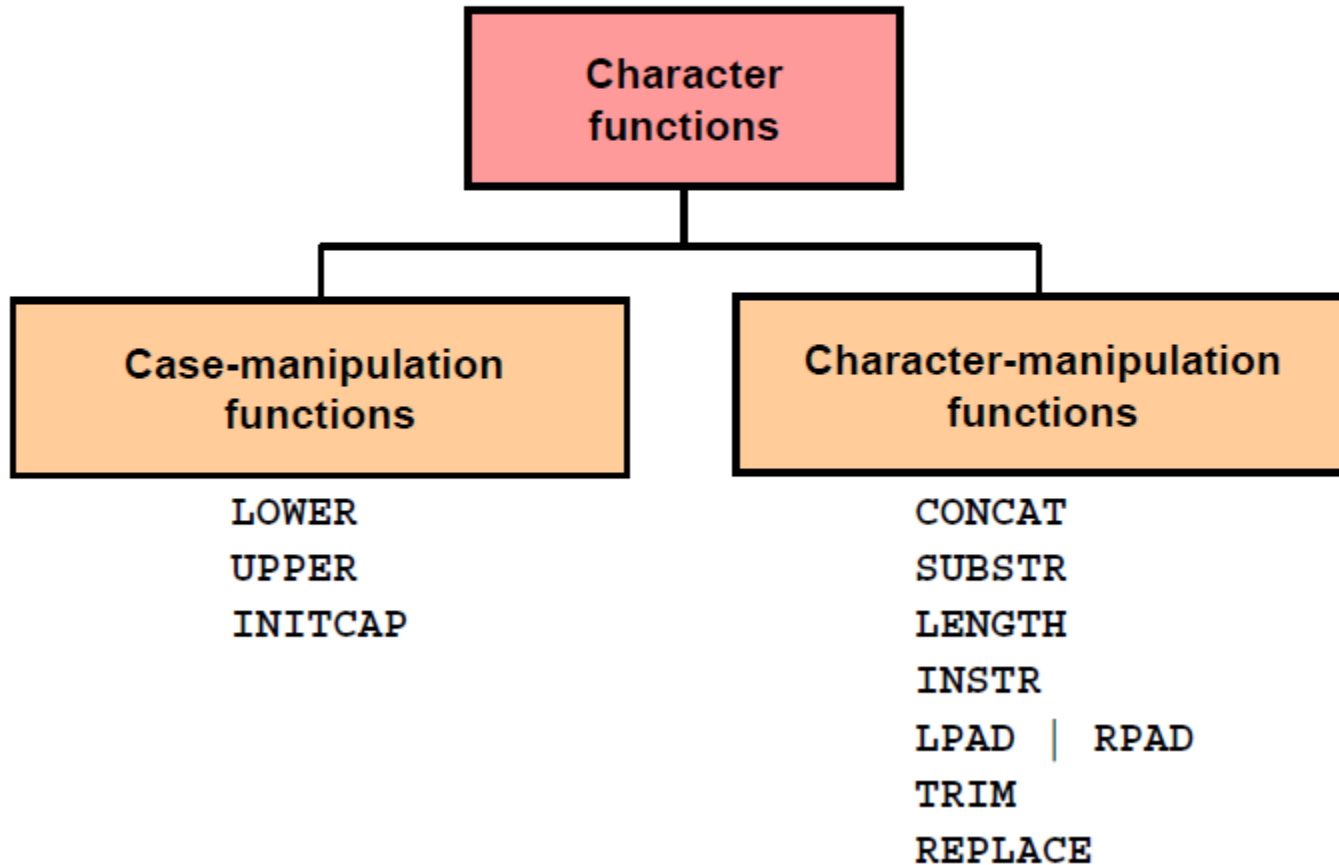 Character
functions
Case-manipulation
functions
Character-manipulation
functions
LOWER
UPPER
INITCAP
CONCAT
SUBSTR
LENGTH
INSTR
LPAD | RPAD
TRIM
REPLACE